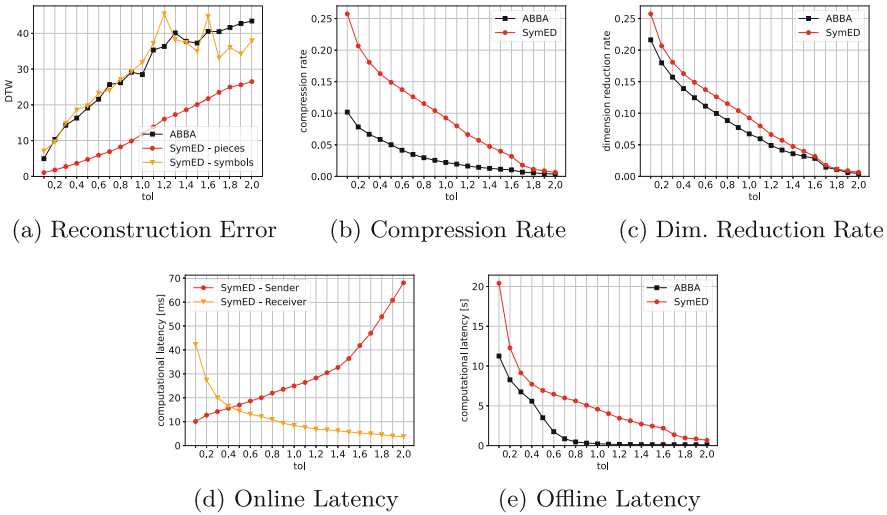 40
30
20
10
0
DTW
ABBA
SymED - pieces
SymED - symbols
0.2 0.4 0.6 0.8 1.0 1.2 1.4 1.6 1.8 2.0
tol
(a) Reconstruction Error
0.25
0.20
0.15
0.10
0.05
0.00
compression rate
ABBA
SymED
0.2 0.4 0.6 0.8 1.0 1.2 1.4 1.6 1.8 2.0
tol
(b) Compression Rate
0.25
0.20
0.15
0.10
0.05
0.00
dimension reduction rate
ABBA
SymED
0.2 0.4 0.6 0.8 1.0 1.2 1.4 1.6 1.8 2.0
tol
(c) Dim. Reduction Rate
70
60
50
40
30
20
10
0
computational latency [ms]
SymED - Sender
SymED - Receiver
0.2 0.4 0.6 0.8 1.0 1.2 1.4 1.6 1.8 2.0
tol
(d) Online Latency
20
15
10
5
0
computational latency [s]
ABBA
SymED
0.2 0.4 0.6 0.8 1.0 1.2 1.4 1.6 1.8 2.0
tol
(e) Offline Latency